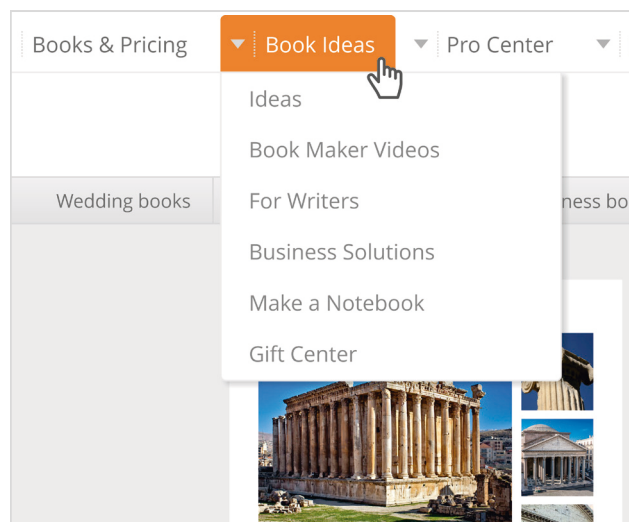 Books & Pricing
Book Ideas
Pro Center
Ideas
Book Maker Videos
Wedding books
For Writers
Business Solutions
Make a Notebook
Gift Center